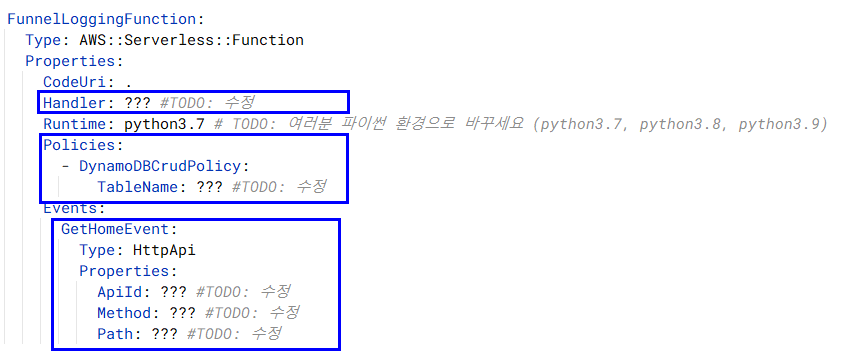 FunnelLoggingFunction:
Type: AWS::Serverless::Function
Properties:
CodeUri: .
Handler: ??? #TODO: 수정
Runtime: python3.7 # TODO: 여러분 파이썬 환경으로 바꾸세요 (python3.7, python3.8, python3.9)
Policies:
- DynamoDBCrudPolicy:
TableName: ??? #TODO: 수정
Events:
GetHomeEvent:
Type: HttpApi
Properties:
ApiId: ??? #TODO: 수정
Method: ??? #TODO: 수정
Path: ??? #TODO: 수정